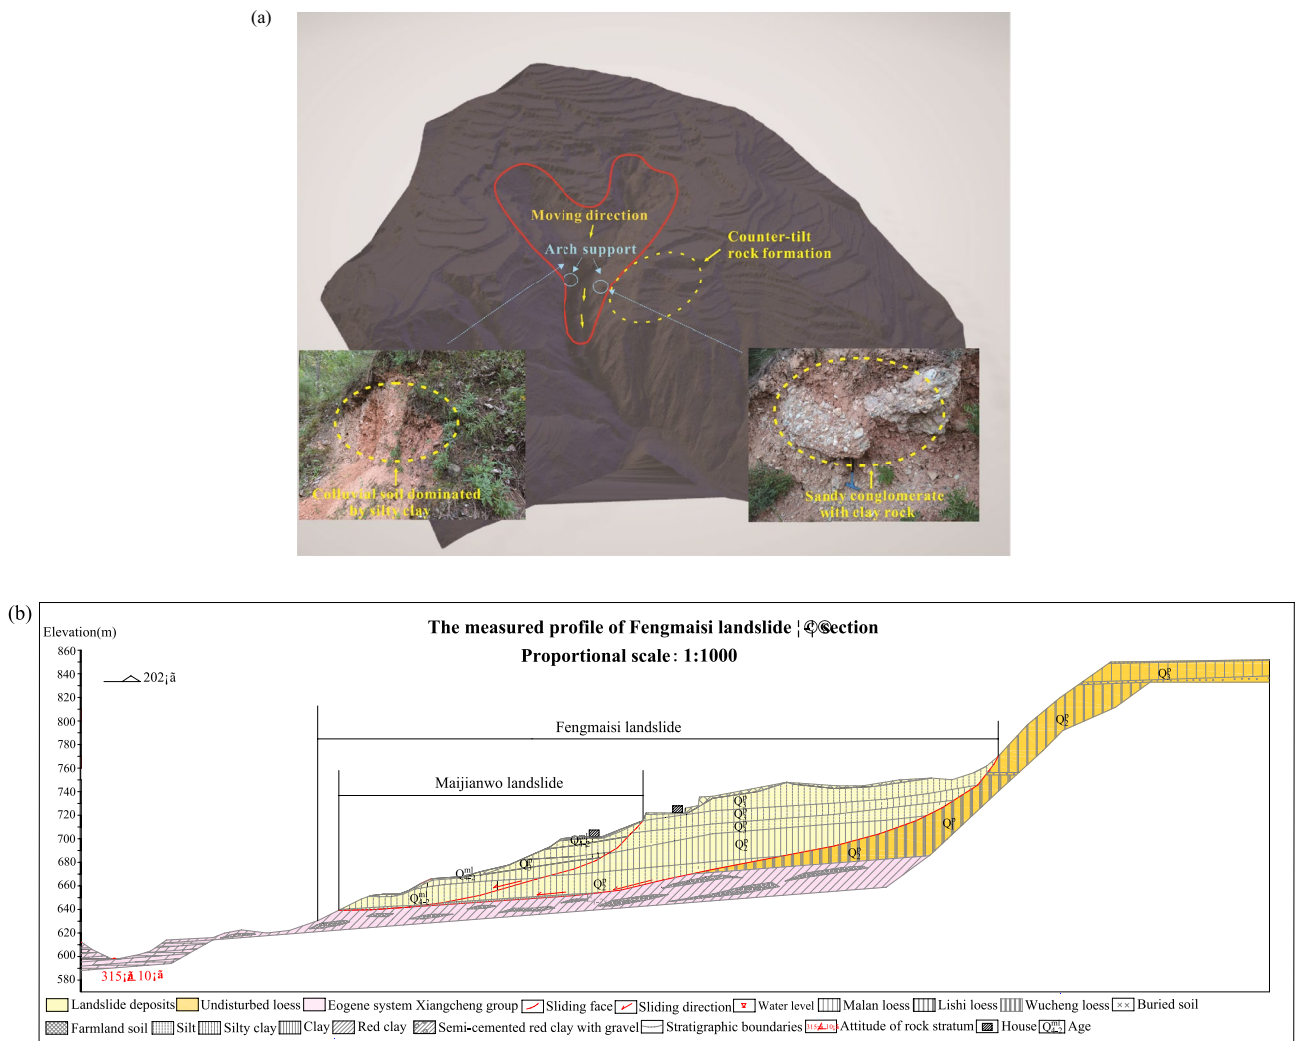 (a)
Moving direction
Arch support
Counter-tilt
rock formation
Colluvial soil dominated
by silty clay
Sandy conglomerate
with clay rock
(b)
Elevation(m)
The measured profile of Fengmaisi landslide section
Proportional scale: 1:1000
860
840
820
800
780
760
740
720
700
680
660
640
620
600
580
202¡ã
Fengmaisi landslide
Maijianwo landslide
315¡ã 10¡ã
Landslide deposits Undisturbed loess Eogene system Xiangcheng group Sliding face Sliding direction Water level Malan loess Lishi loess Wucheng loess Buried soil
Farmland soil Silt Silty clay Clay Red clay Semi-cemented red clay with gravel Stratigraphic boundaries Attitude of rock stratum House Age